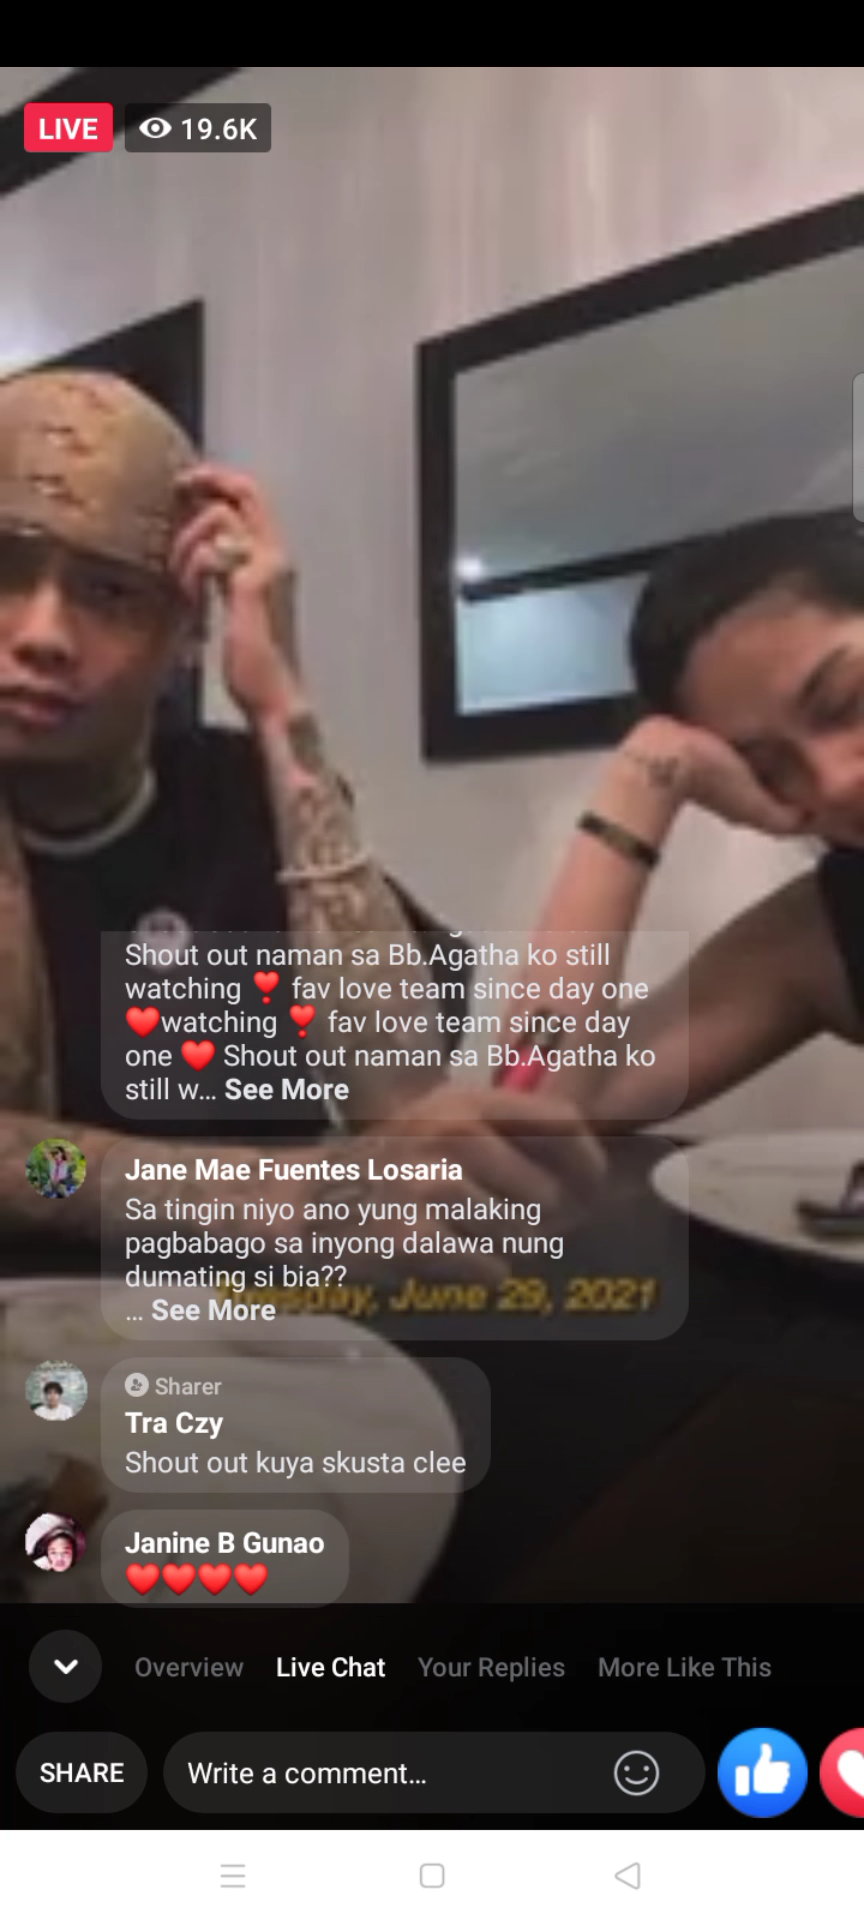 LIVE 19.6K
Shout out naman sa Bb.Agatha ko still
watching ❣ fav love team since day one
❤watching ❣ fav love team since day
one ❤ Shout out naman sa Bb.Agatha ko
still w... See More
Jane Mae Fuentes Losaria
Sa tingin niyo ano yung malaking
pagbabago sa inyong dalawa nung
dumating si bia??
... See More
June 29, 2021
Sharer
Tra Czy
Shout out kuya skusta clee
Janine B Gunao
❤❤❤❤
Overview Live Chat Your Replies More Like This
SHARE Write a comment...